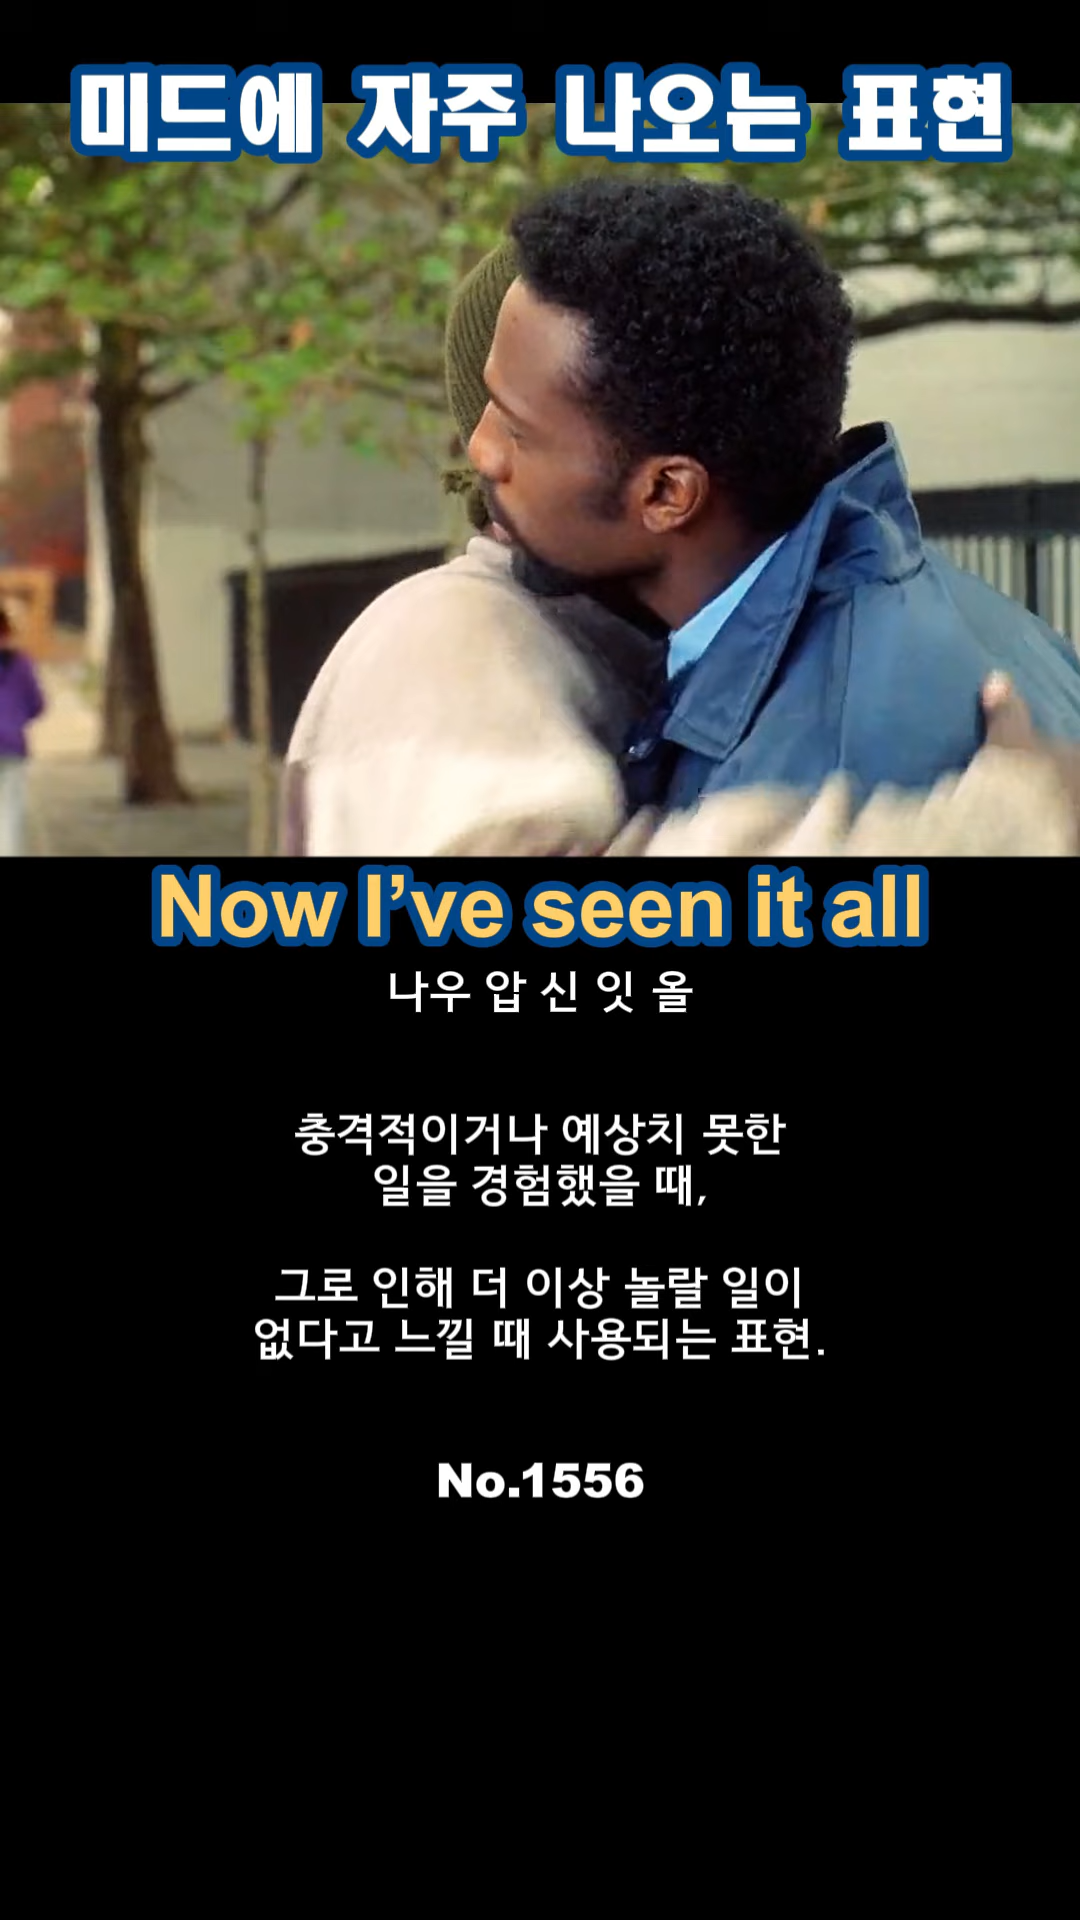 미드에 자주 나오는 표현
Now I’ve seen it all
나우 압 신 잇 올
충격적이거나 예상치 못한
일을 경험했을 때,
그로 인해 더 이상 놀랄 일이
없다고 느낄 때 사용되는 표현.
No.1556